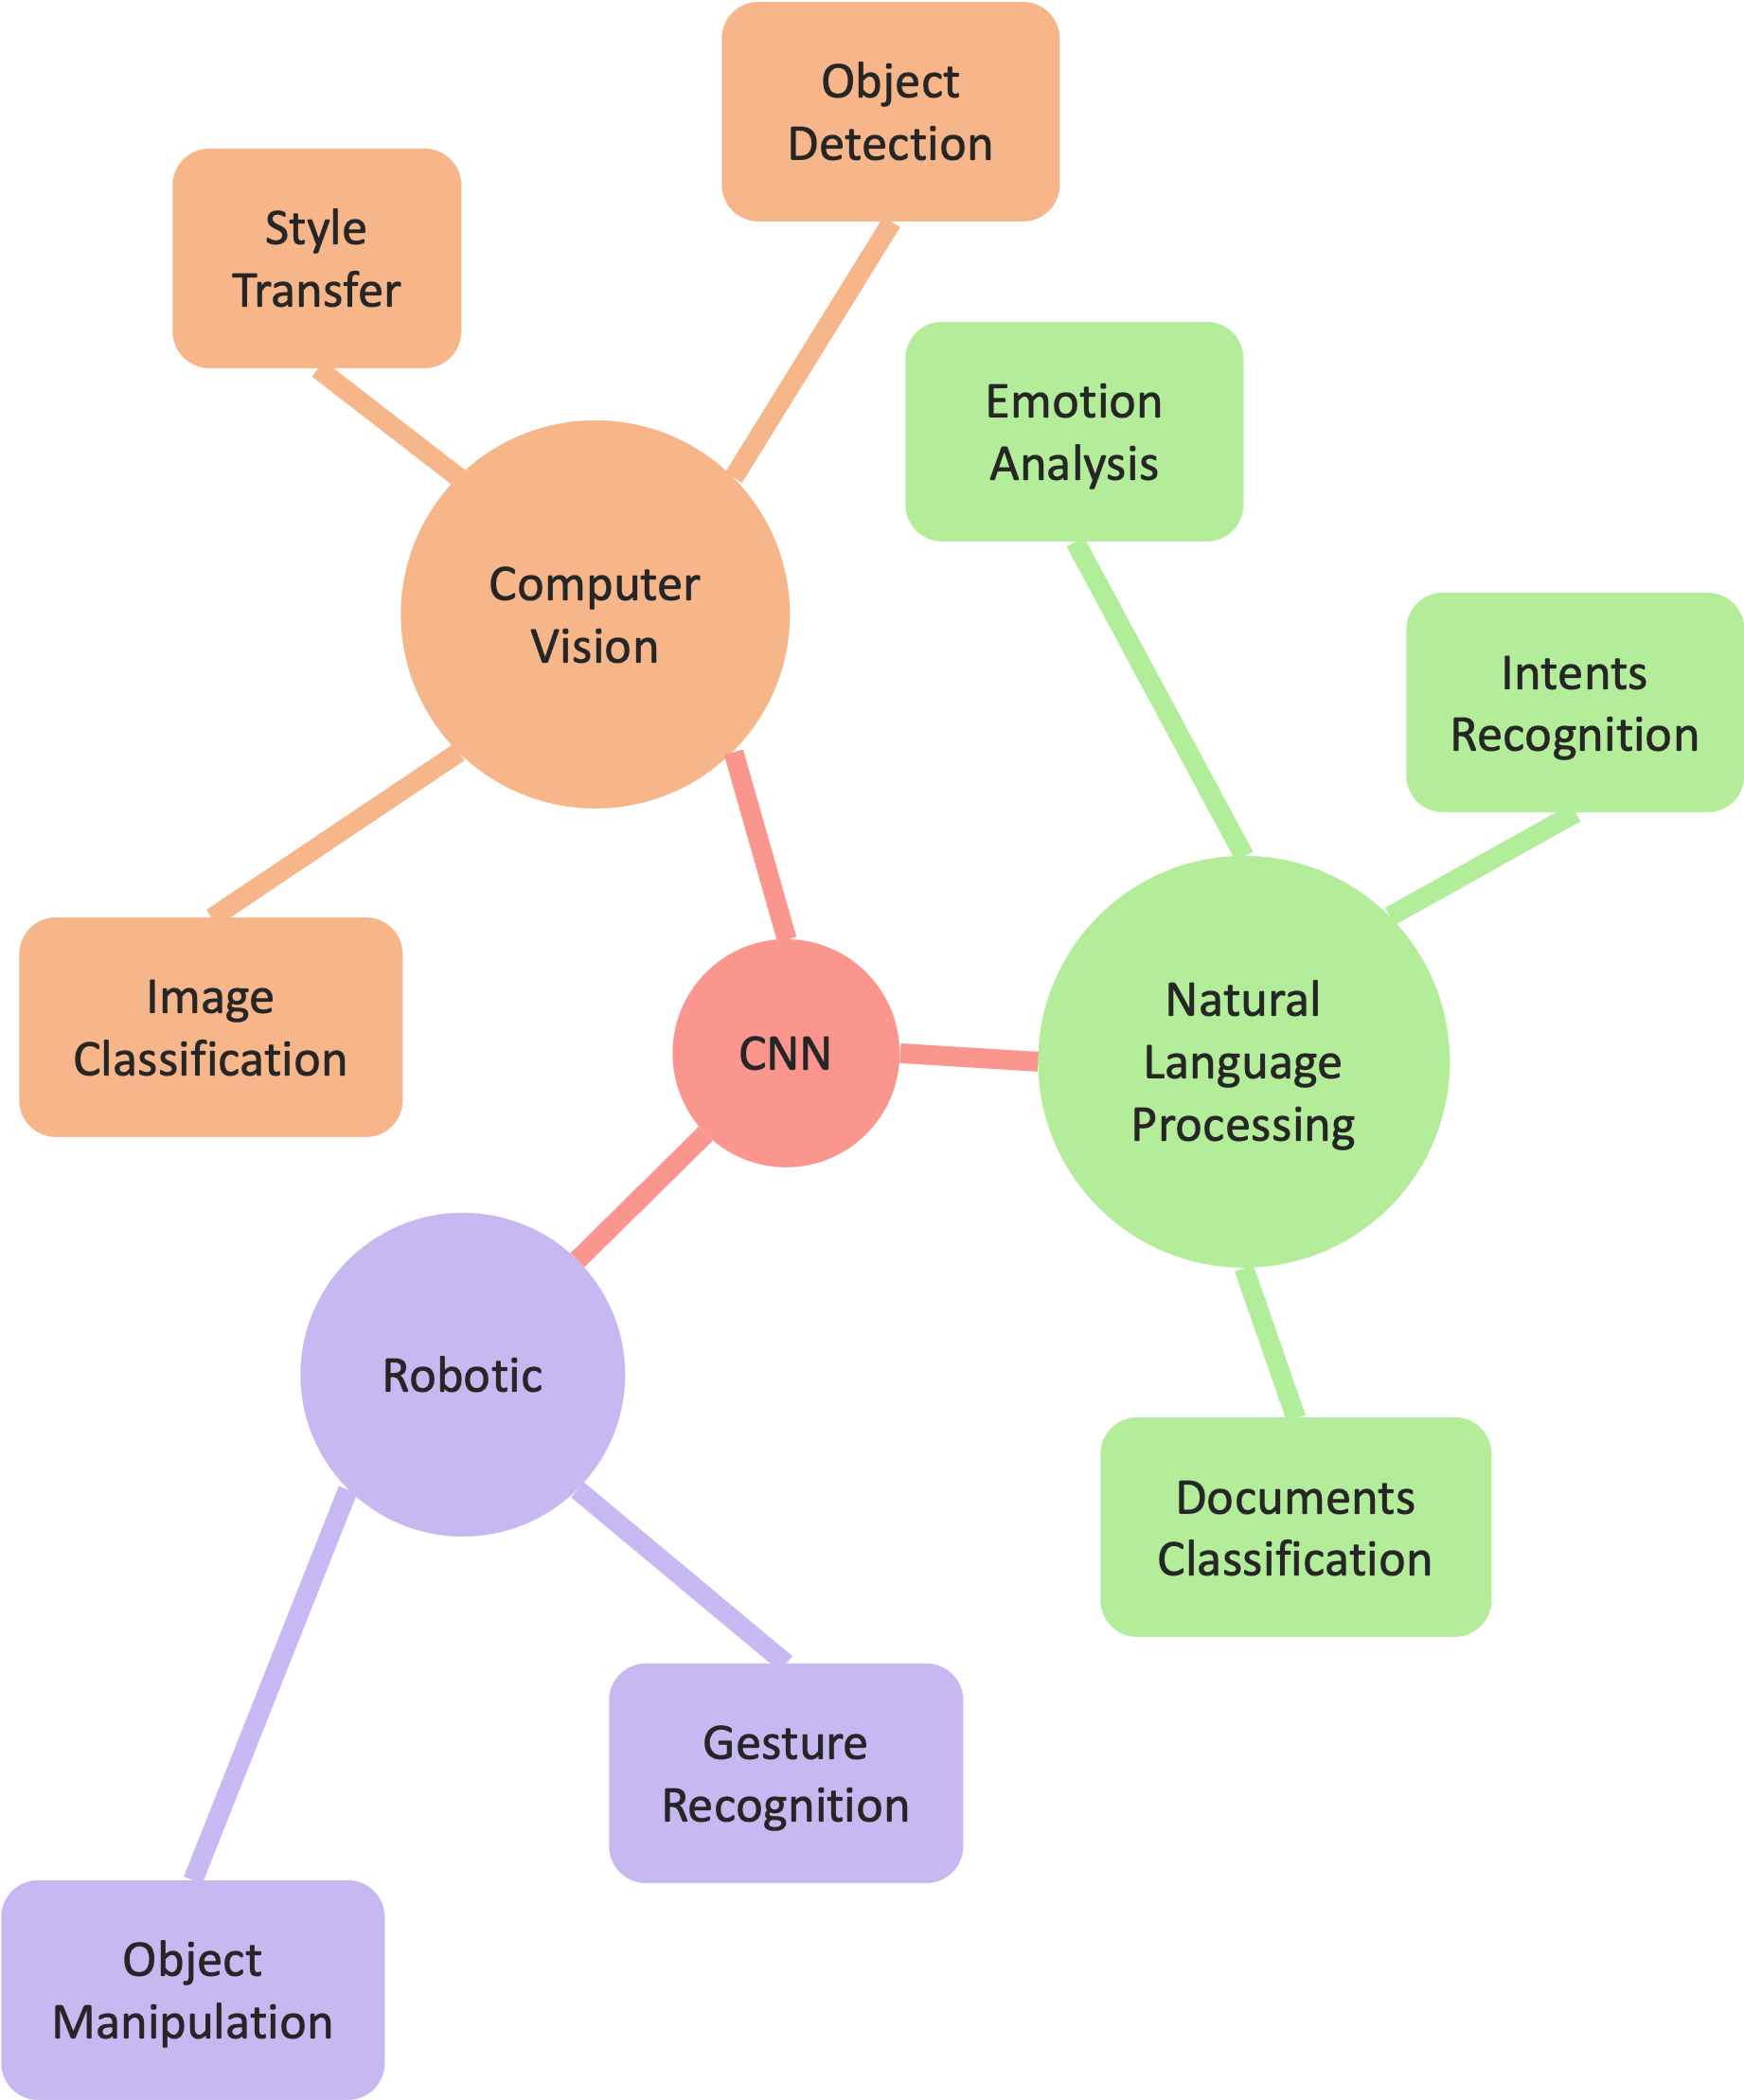 Object
Detection
Style
Transfer
Emotion
Analysis
Computer
Vision
Intents
Recognition
Image
Classification
CNN
Natural
Language
Processing
Robotic
Documents
Classification
Gesture
Recognition
Object
Manipulation